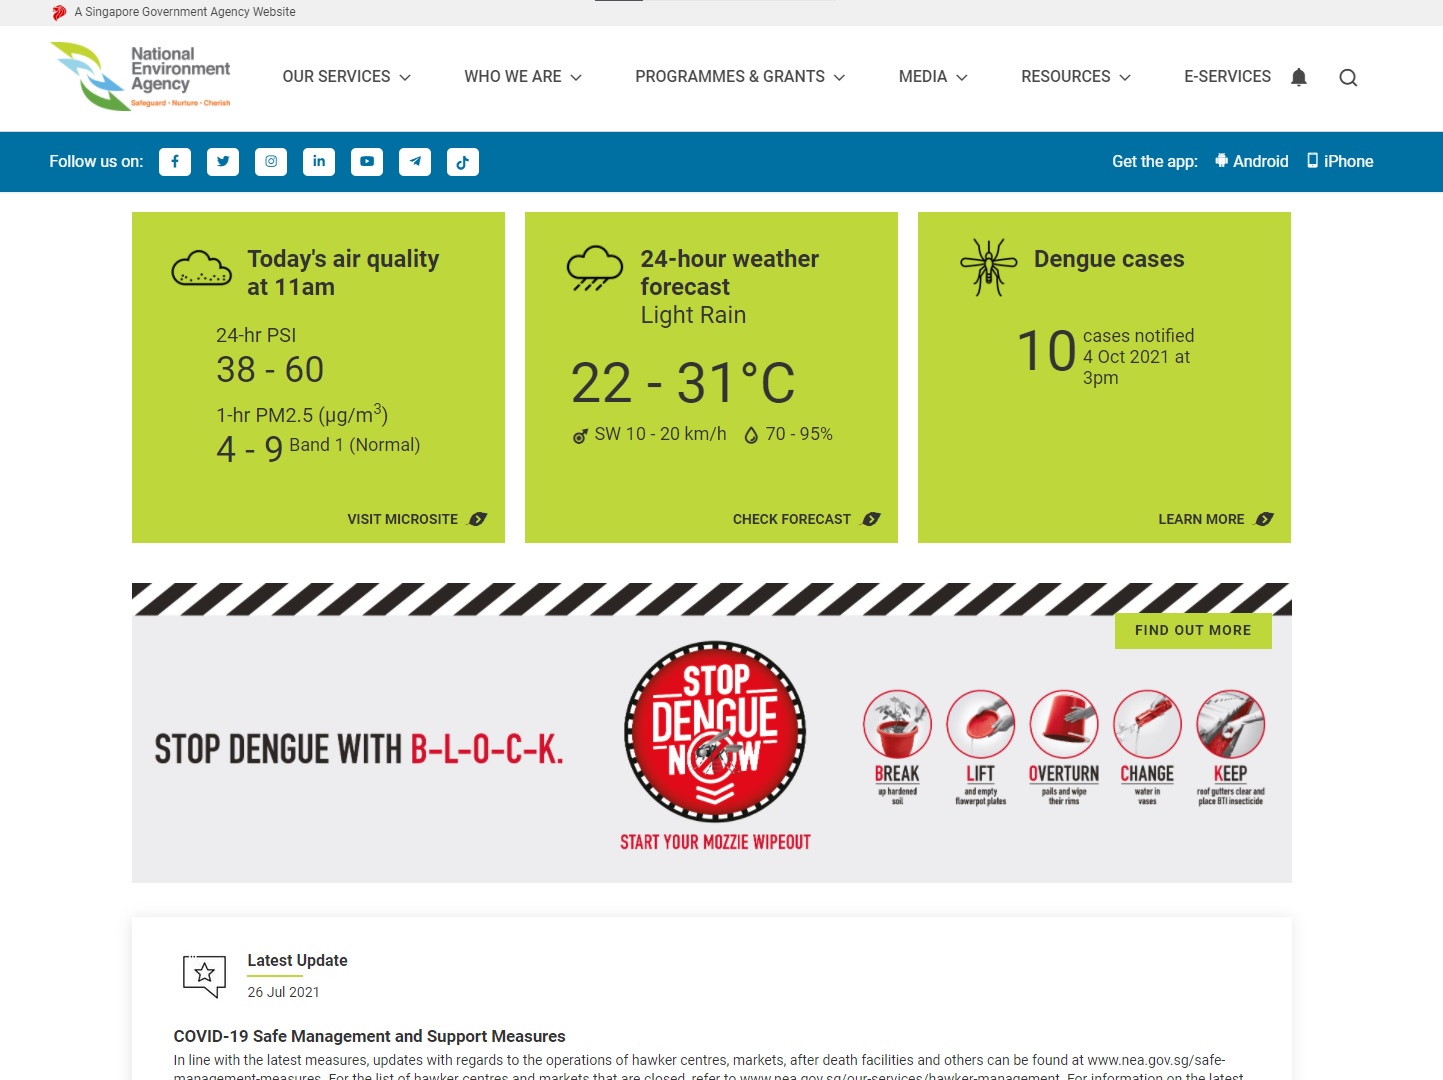 A Singapore Government Agency Website
National
Environment
Agency
Safeguard · Nurture · Cherish
OUR SERVICES
WHO WE ARE
PROGRAMMES & GRANTS
MEDIA
RESOURCES
E-SERVICES
Follow us on:
Get the app: Android iPhone
Today's air quality
at 11am
24-hr PSI
38 - 60
1-hr PM2.5 (µg/m3)
4 - 9 Band 1 (Normal)
VISIT MICROSITE
24-hour weather
forecast
Light Rain
22 - 31°C
SW 10 - 20 km/h 70 - 95%
CHECK FORECAST
Dengue cases
10 cases notified
4 Oct 2021 at
3pm
LEARN MORE
FIND OUT MORE
STOP DENGUE WITH B-L-O-C-K.
STOP
DENGUE
NOW
START YOUR MOZZIE WIPEOUT
BREAK
up hardened
soil
LIFT
and empty
flowerpot plates
OVERTURN
pails and wipe
their rims
CHANGE
water in
vases
KEEP
roof gutters clear and
place BTI insecticide
Latest Update
26 Jul 2021
COVID-19 Safe Management and Support Measures
In line with the latest measures, updates with regards to the operations of hawker centres, markets, after death facilities and others can be found at www.nea.gov.sg/safe-
management-measures. For the list of hawker centres and markets that are closed, refer to www.nea.gov.sg/our-services/hawker-management. For information on the latest